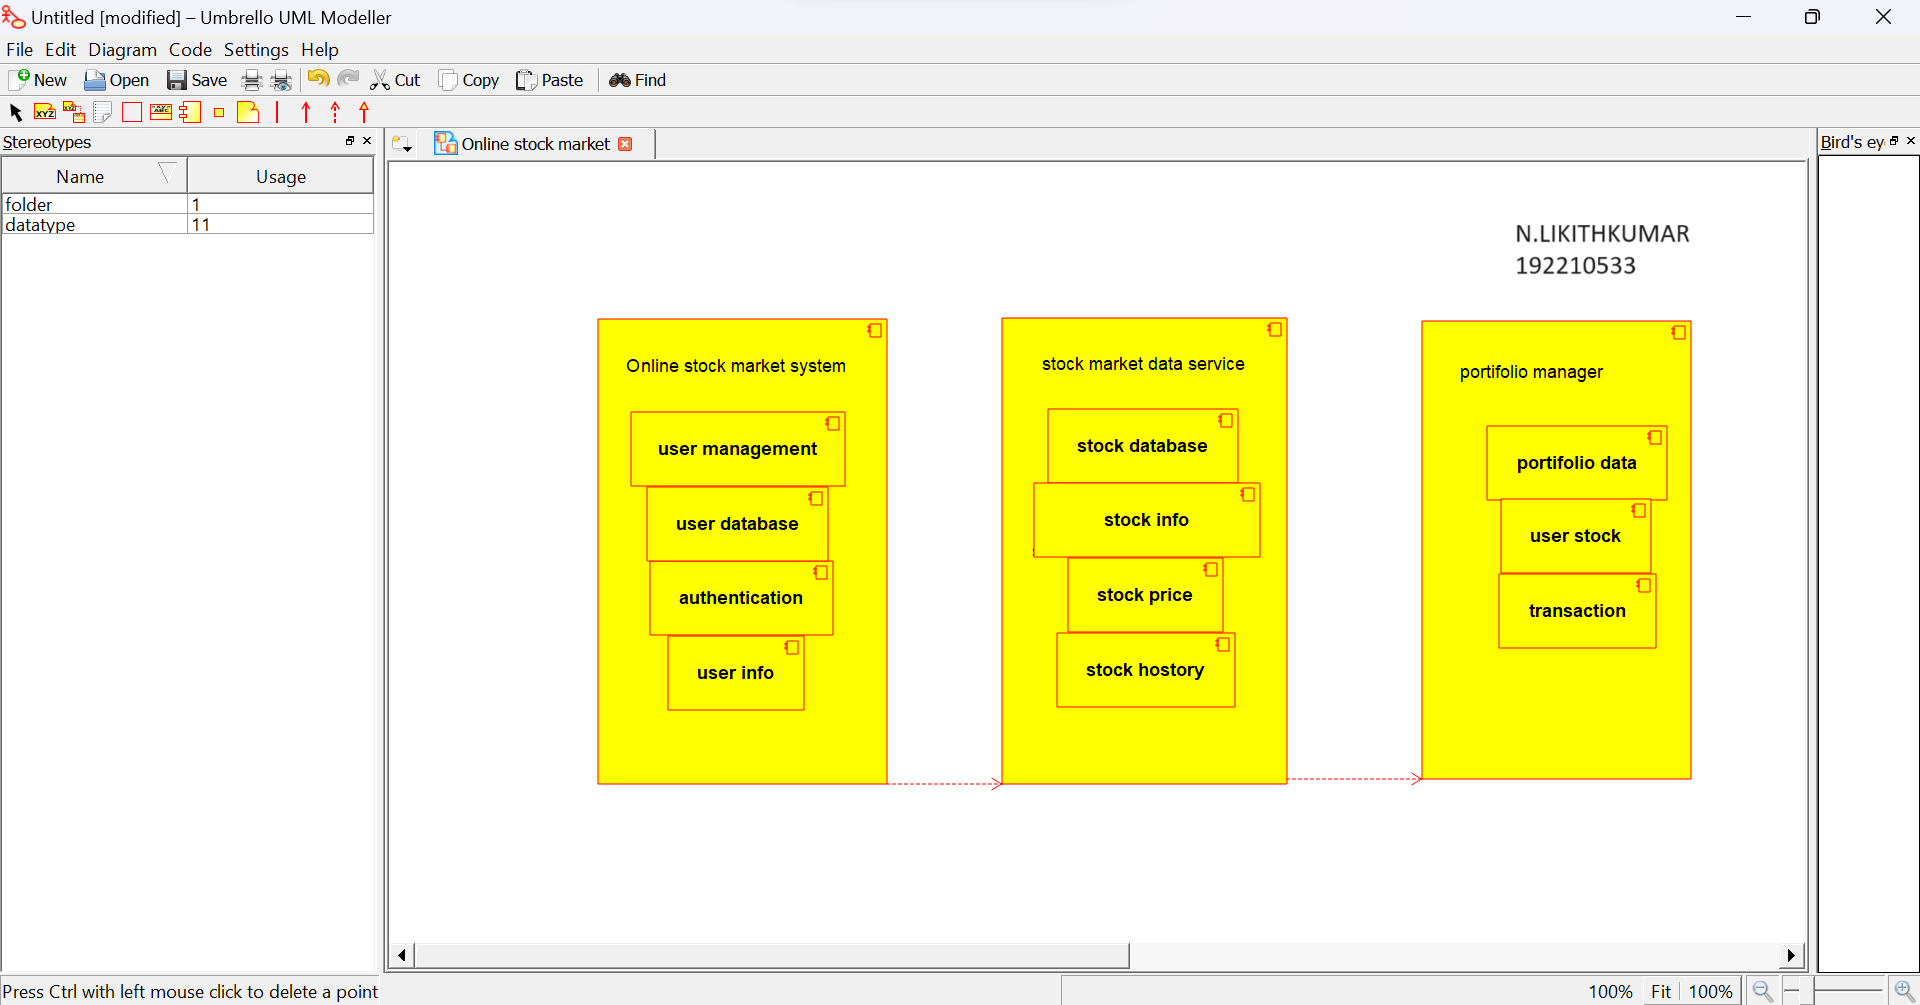 Untitled [modified] – Umbrello UML Modeller
File Edit Diagram Code Settings Help
New Open Save Cut Copy Paste Find
XYZ
Stereotypes
Online stock market
Bird's ey
Name Usage
folder 1
datatype 11
N.LIKITHKUMAR
192210533
Online stock market system
user management
user database
authentication
user info
stock market data service
stock database
stock info
stock price
stock hostory
portifolio manager
portifolio data
user stock
transaction
Press Ctrl with left mouse click to delete a point
100% Fit 100%